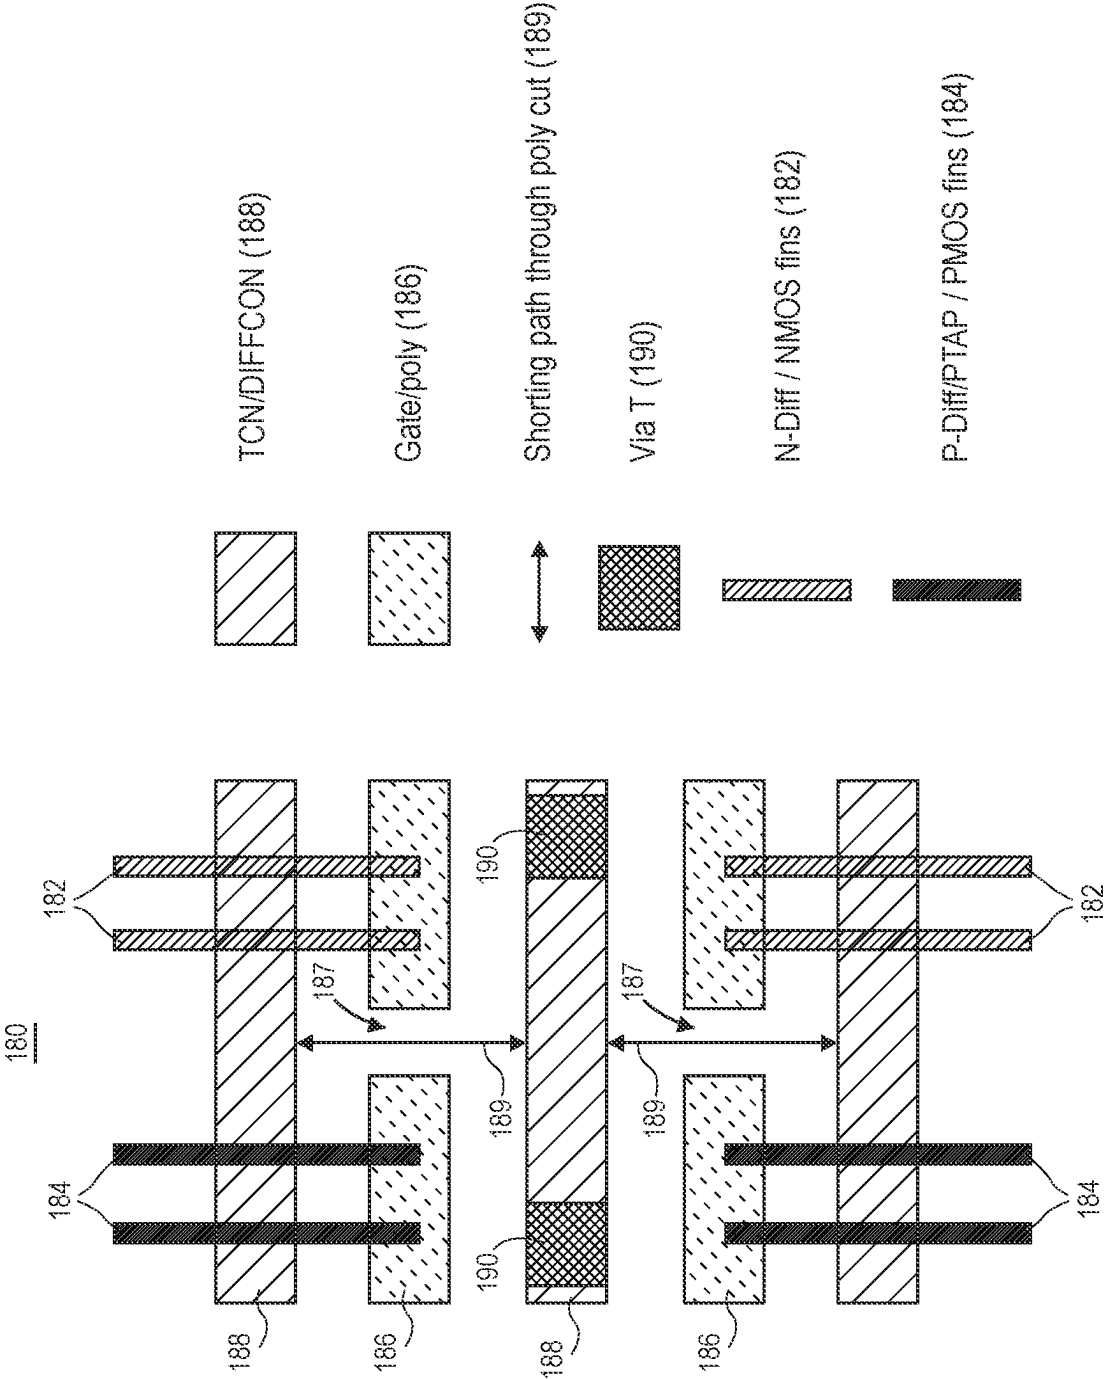 180
182
184
187
187
188
186
189
190
190
188
189
186
182
184
TCN/DIFFCON (188)
Gate/poly (186)
Shorting path through poly cut (189)
Via T (190)
N-Diff / NMOS fins (182)
P-Diff/PTAP / PMOS fins (184)